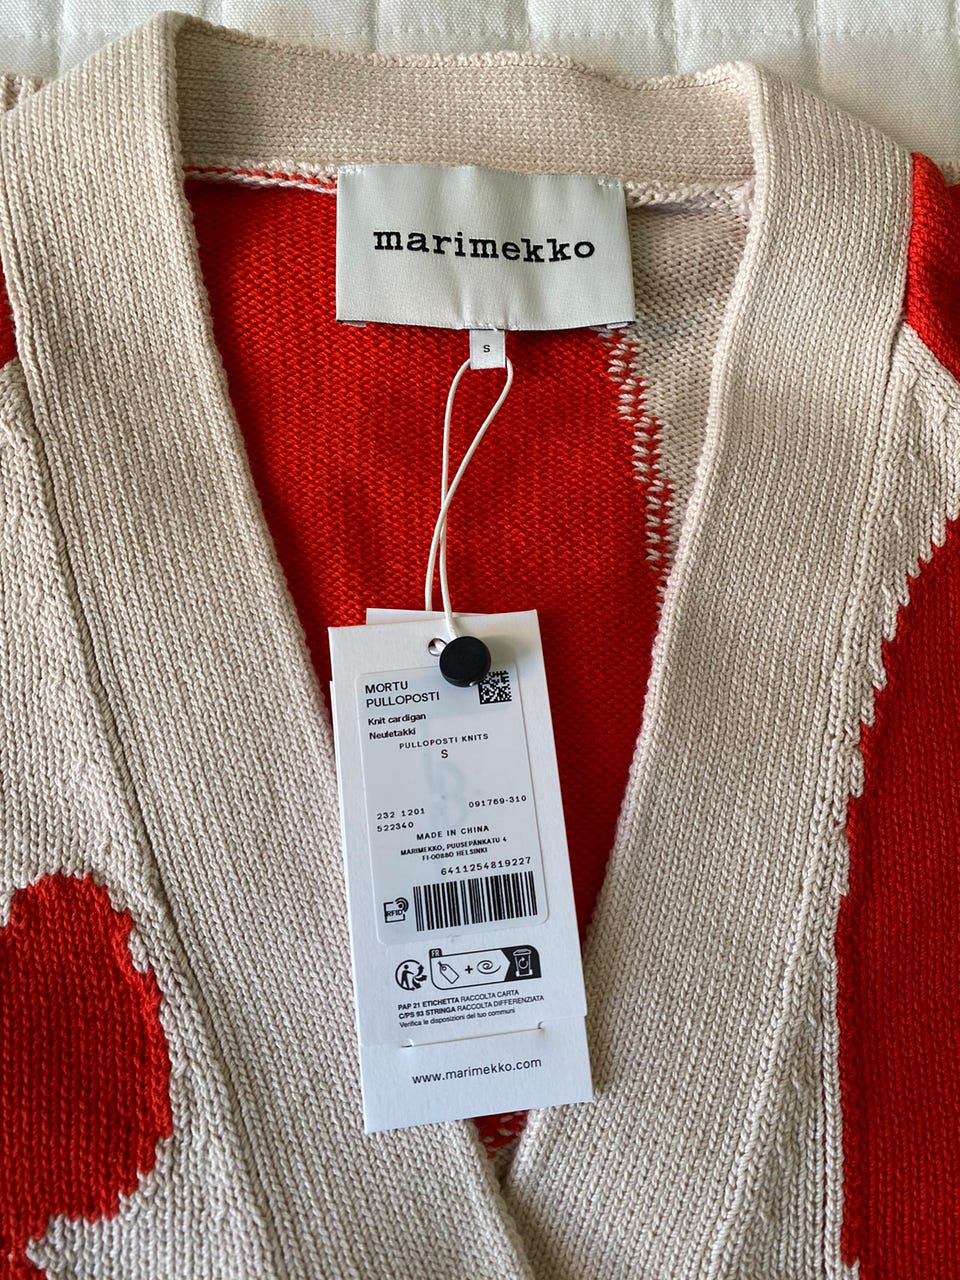 marimekko
S
MORTU
PULLOPOSTI
Knit cardigan
Neuletakki
PULLOPOSTI KNITS
S
232 1201 091769-310
522340
MADE IN CHINA
MARIMEKKO, PUUSEPÄNKATU 4
FI-00880 HELSINKI
6411254819227
RFID
FR
PAP 21 ETICHETTA RACCOLTA CARTA
C/PS 93 STRINGA RACCOLTA DIFFERENZIATA
Verifica le disposizioni del tuo comuni
www.marimekko.com